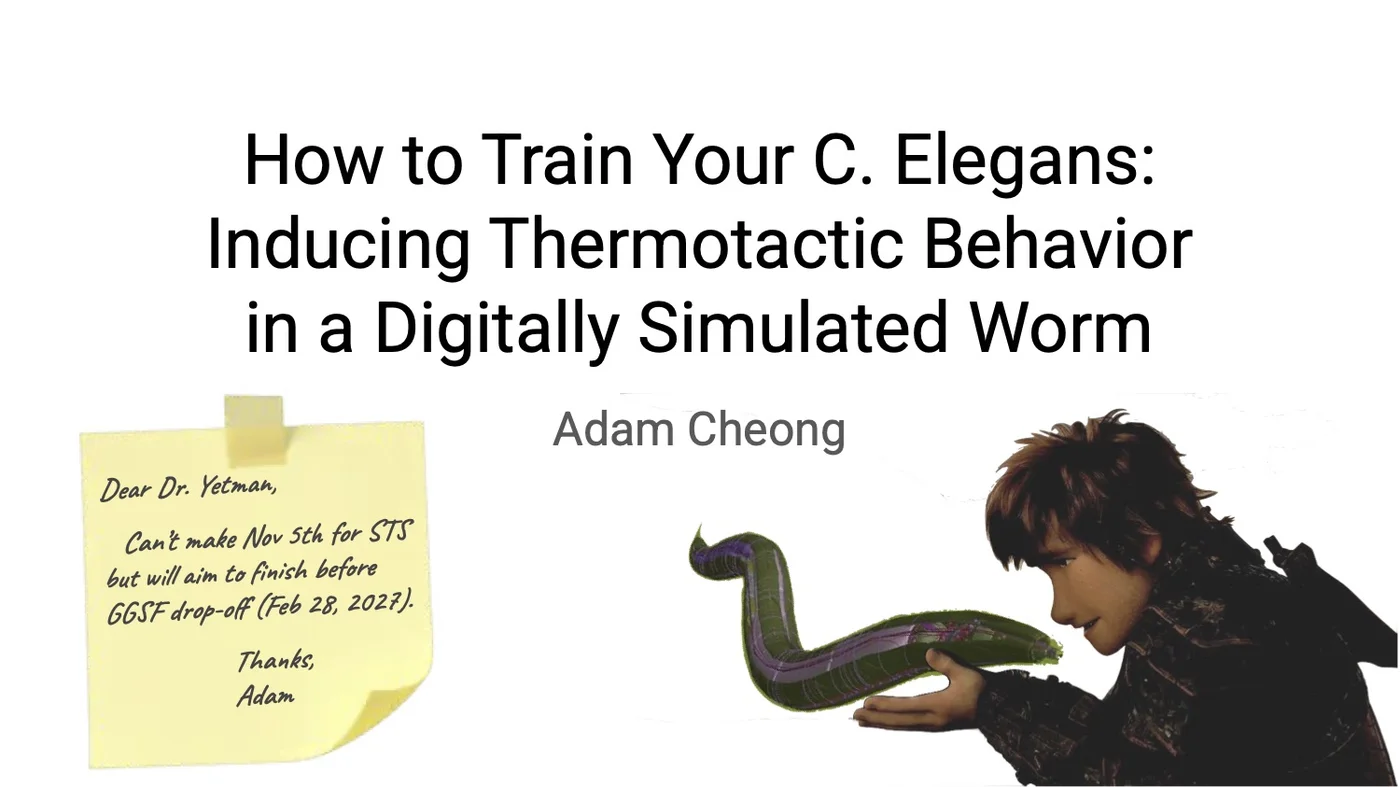 How to Train Your C. Elegans:
Inducing Thermotactic Behavior
in a Digitally Simulated Worm
Adam Cheong
Dear Dr. Yetman,
Can't make Nov 5th for STS
but will aim to finish before
GGSF drop-off (Feb 28, 2027).
Thanks,
Adam